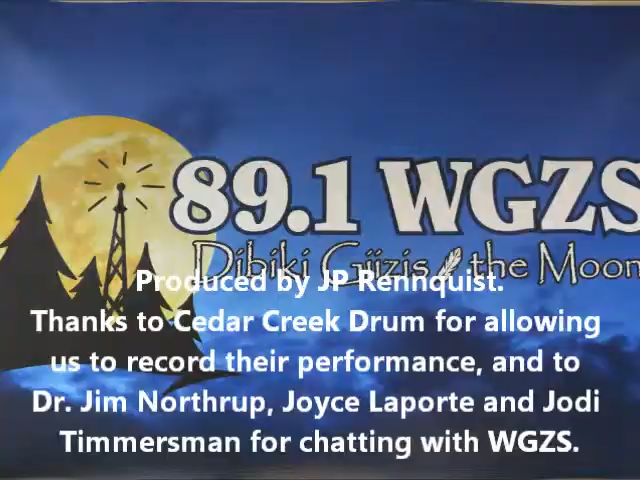 89.1 WGZS
Dibiki Giizis the Moon
Produced by JP Rennquist.
Thanks to Cedar Creek Drum for allowing
us to record their performance, and to
Dr. Jim Northrup, Joyce Laporte and Jodi
Timmersman for chatting with WGZS.